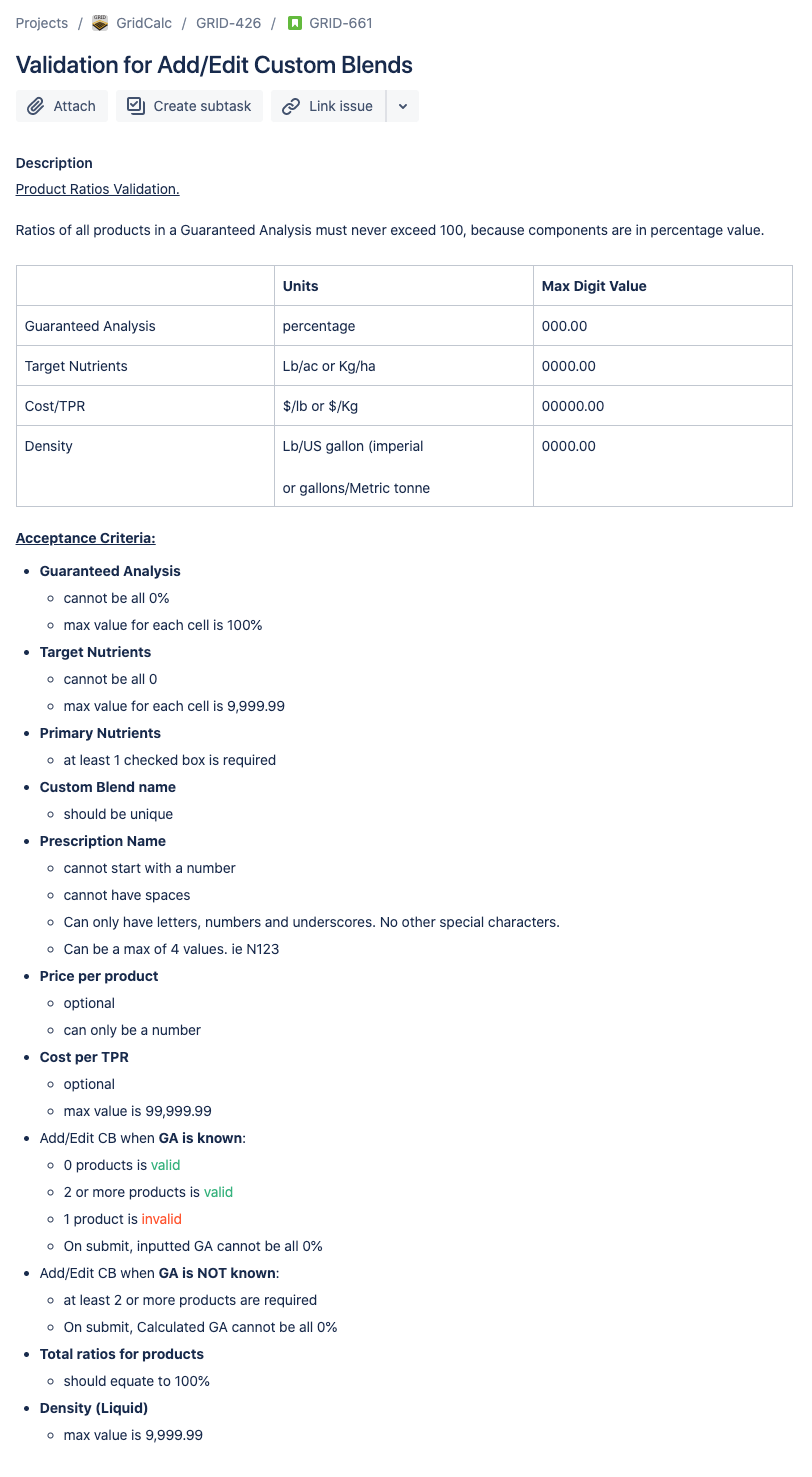 Projects / GridCalc / GRID-426 / GRID-661
Validation for Add/Edit Custom Blends
Attach Create subtask Link issue
Description
Product Ratios Validation.
Ratios of all products in a Guaranteed Analysis must never exceed 100, because components are in percentage value.
Units Max Digit Value
Guaranteed Analysis percentage 000.00
Target Nutrients Lb/ac or Kg/ha 0000.00
Cost/TPR $/lb or $/Kg 00000.00
Density Lb/US gallon (imperial 0000.00
or gallons/Metric tonne
Acceptance Criteria:
• Guaranteed Analysis
◦ cannot be all 0%
◦ max value for each cell is 100%
• Target Nutrients
◦ cannot be all 0
◦ max value for each cell is 9,999.99
• Primary Nutrients
◦ at least 1 checked box is required
• Custom Blend name
◦ should be unique
• Prescription Name
◦ cannot start with a number
◦ cannot have spaces
◦ Can only have letters, numbers and underscores. No other special characters.
◦ Can be a max of 4 values. ie N123
• Price per product
◦ optional
◦ can only be a number
• Cost per TPR
◦ optional
◦ max value is 99,999.99
• Add/Edit CB when GA is known:
◦ 0 products is valid
◦ 2 or more products is valid
◦ 1 product is invalid
◦ On submit, inputted GA cannot be all 0%
• Add/Edit CB when GA is NOT known:
◦ at least 2 or more products are required
◦ On submit, Calculated GA cannot be all 0%
• Total ratios for products
◦ should equate to 100%
• Density (Liquid)
◦ max value is 9,999.99